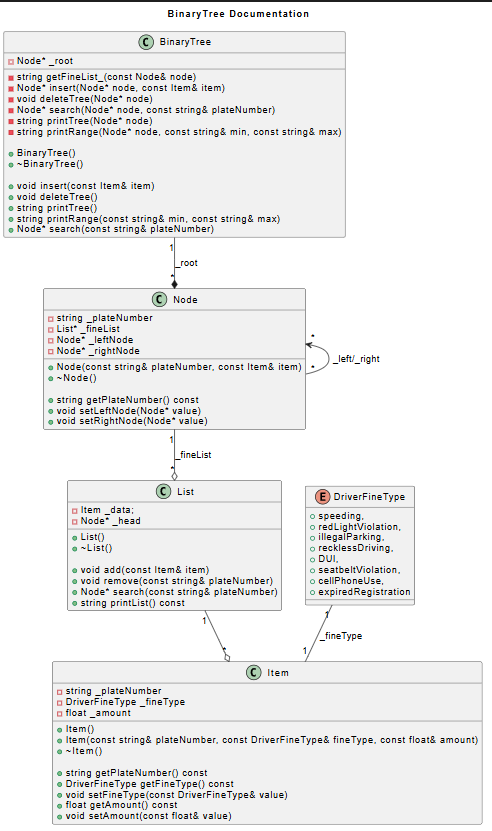 BinaryTree Documentation
C BinaryTree
Node* _root
string getFineList_(const Node& node)
Node* insert(Node* node, const Item& item)
void deleteTree(Node* node)
Node* search(Node* node, const string& plateNumber)
string printTree(Node* node)
string printRange(Node* node, const string& min, const string& max)
BinaryTree()
~BinaryTree()
void insert(const Item& item)
void deleteTree()
string printTree()
string printRange(const string& min, const string& max)
Node* search(const string& plateNumber)
1
_root
*
C Node
string _plateNumber
List* _fineList
Node* _leftNode
Node* _rightNode
Node(const string& plateNumber, const Item& item)
~Node()
string getPlateNumber() const
void setLeftNode(Node* value)
void setRightNode(Node* value)
*
_left/_right
*
1
_fineList
*
C List
Item _data;
Node* _head
List()
~List()
void add(const Item& item)
void remove(const string& plateNumber)
Node* search(const string& plateNumber)
string printList() const
E DriverFineType
speeding,
redLightViolation,
illegalParking,
recklessDriving,
DUI,
seatbeltViolation,
cellPhoneUse,
expiredRegistration
1
*
1
_fineType
1
C Item
string _plateNumber
DriverFineType _fineType
float _amount
Item()
Item(const string& plateNumber, const DriverFineType& fineType, const float& amount)
~Item()
string getPlateNumber() const
DriverFineType getFineType() const
void setFineType(const DriverFineType& value)
float getAmount() const
void setAmount(const float& value)